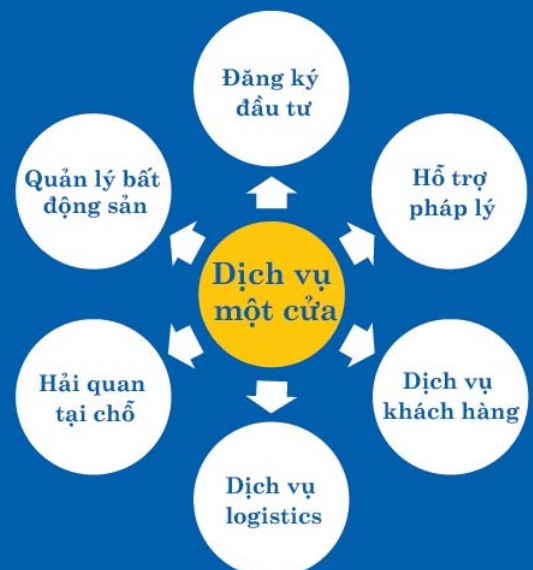 Đăng ký
đầu tư
Quản lý bất
động sản
Hỗ trợ
pháp lý
Dịch vụ
một cửa
Hải quan
tại chỗ
Dịch vụ
khách hàng
Dịch vụ
logistics